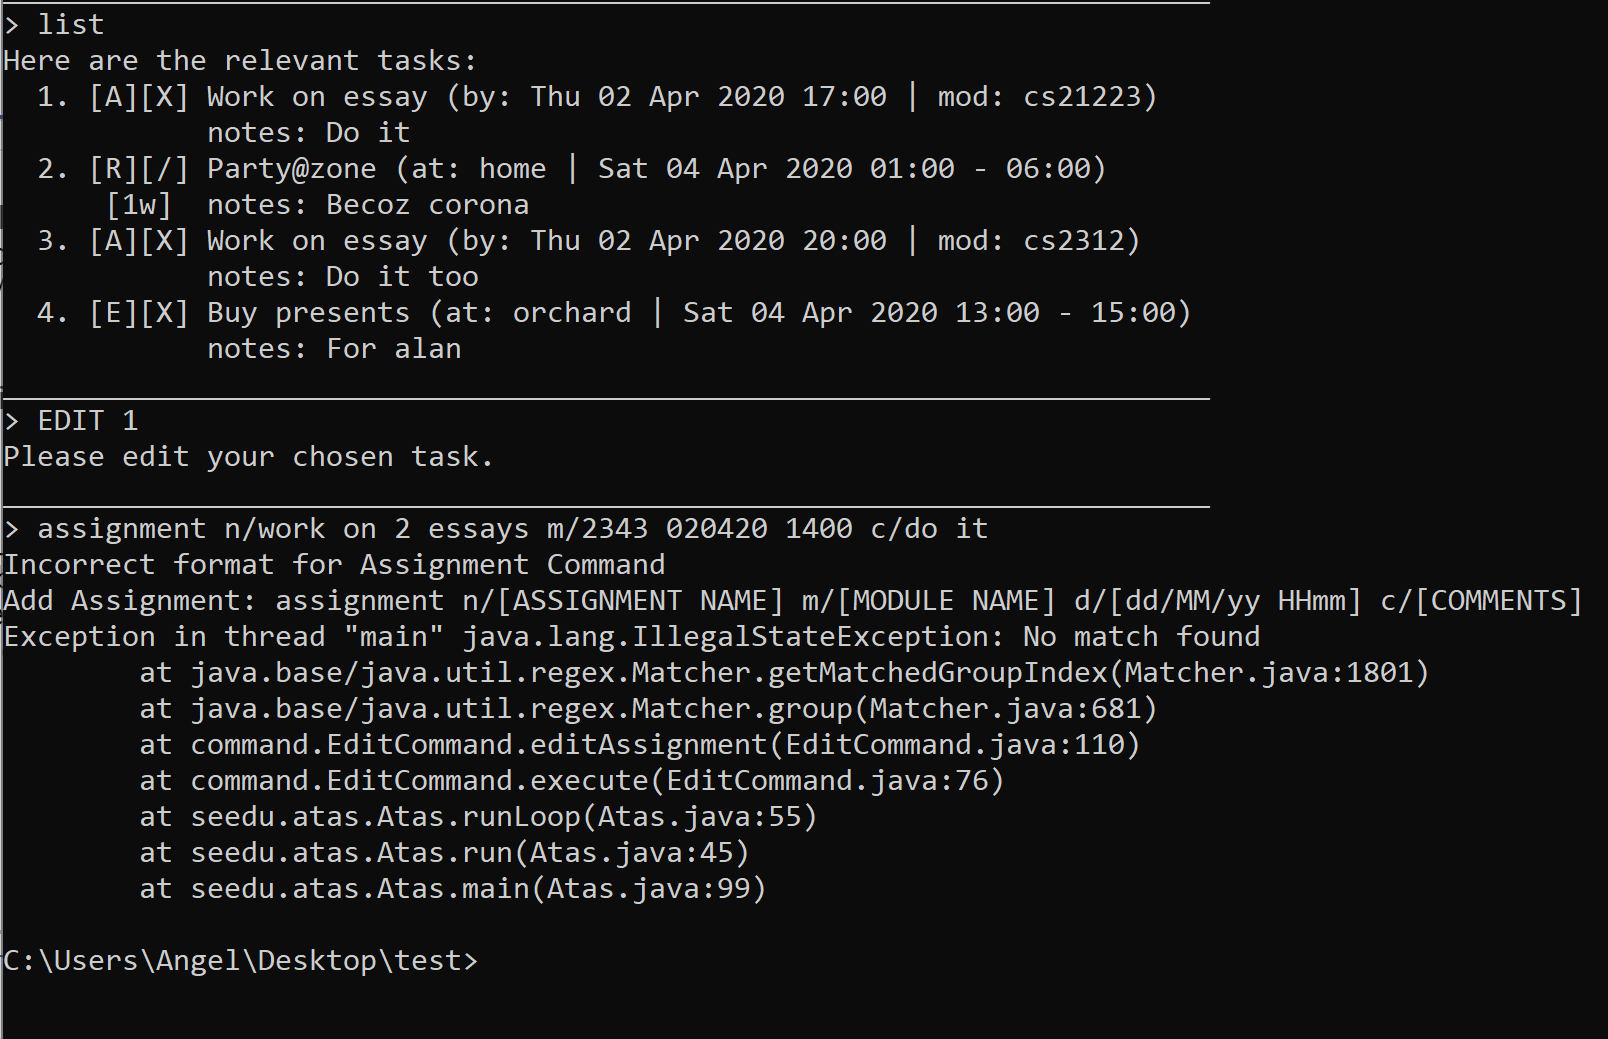 > list
Here are the relevant tasks:
  1. [A][X] Work on essay (by: Thu 02 Apr 2020 17:00 | mod: cs21223)
            notes: Do it
  2. [R][/] Party@zone (at: home | Sat 04 Apr 2020 01:00 - 06:00)
      [1w]  notes: Becoz corona
  3. [A][X] Work on essay (by: Thu 02 Apr 2020 20:00 | mod: cs2312)
            notes: Do it too
  4. [E][X] Buy presents (at: orchard | Sat 04 Apr 2020 13:00 - 15:00)
            notes: For alan
> EDIT 1
Please edit your chosen task.
> assignment n/work on 2 essays m/2343 020420 1400 c/do it
Incorrect format for Assignment Command
Add Assignment: assignment n/[ASSIGNMENT NAME] m/[MODULE NAME] d/[dd/MM/yy HHmm] c/[COMMENTS]
Exception in thread "main" java.lang.IllegalStateException: No match found
        at java.base/java.util.regex.Matcher.getMatchedGroupIndex(Matcher.java:1801)
        at java.base/java.util.regex.Matcher.group(Matcher.java:681)
        at command.EditCommand.editAssignment(EditCommand.java:110)
        at command.EditCommand.execute(EditCommand.java:76)
        at seedu.atas.Atas.runLoop(Atas.java:55)
        at seedu.atas.Atas.run(Atas.java:45)
        at seedu.atas.Atas.main(Atas.java:99)
C:\Users\Angel\Desktop\test>